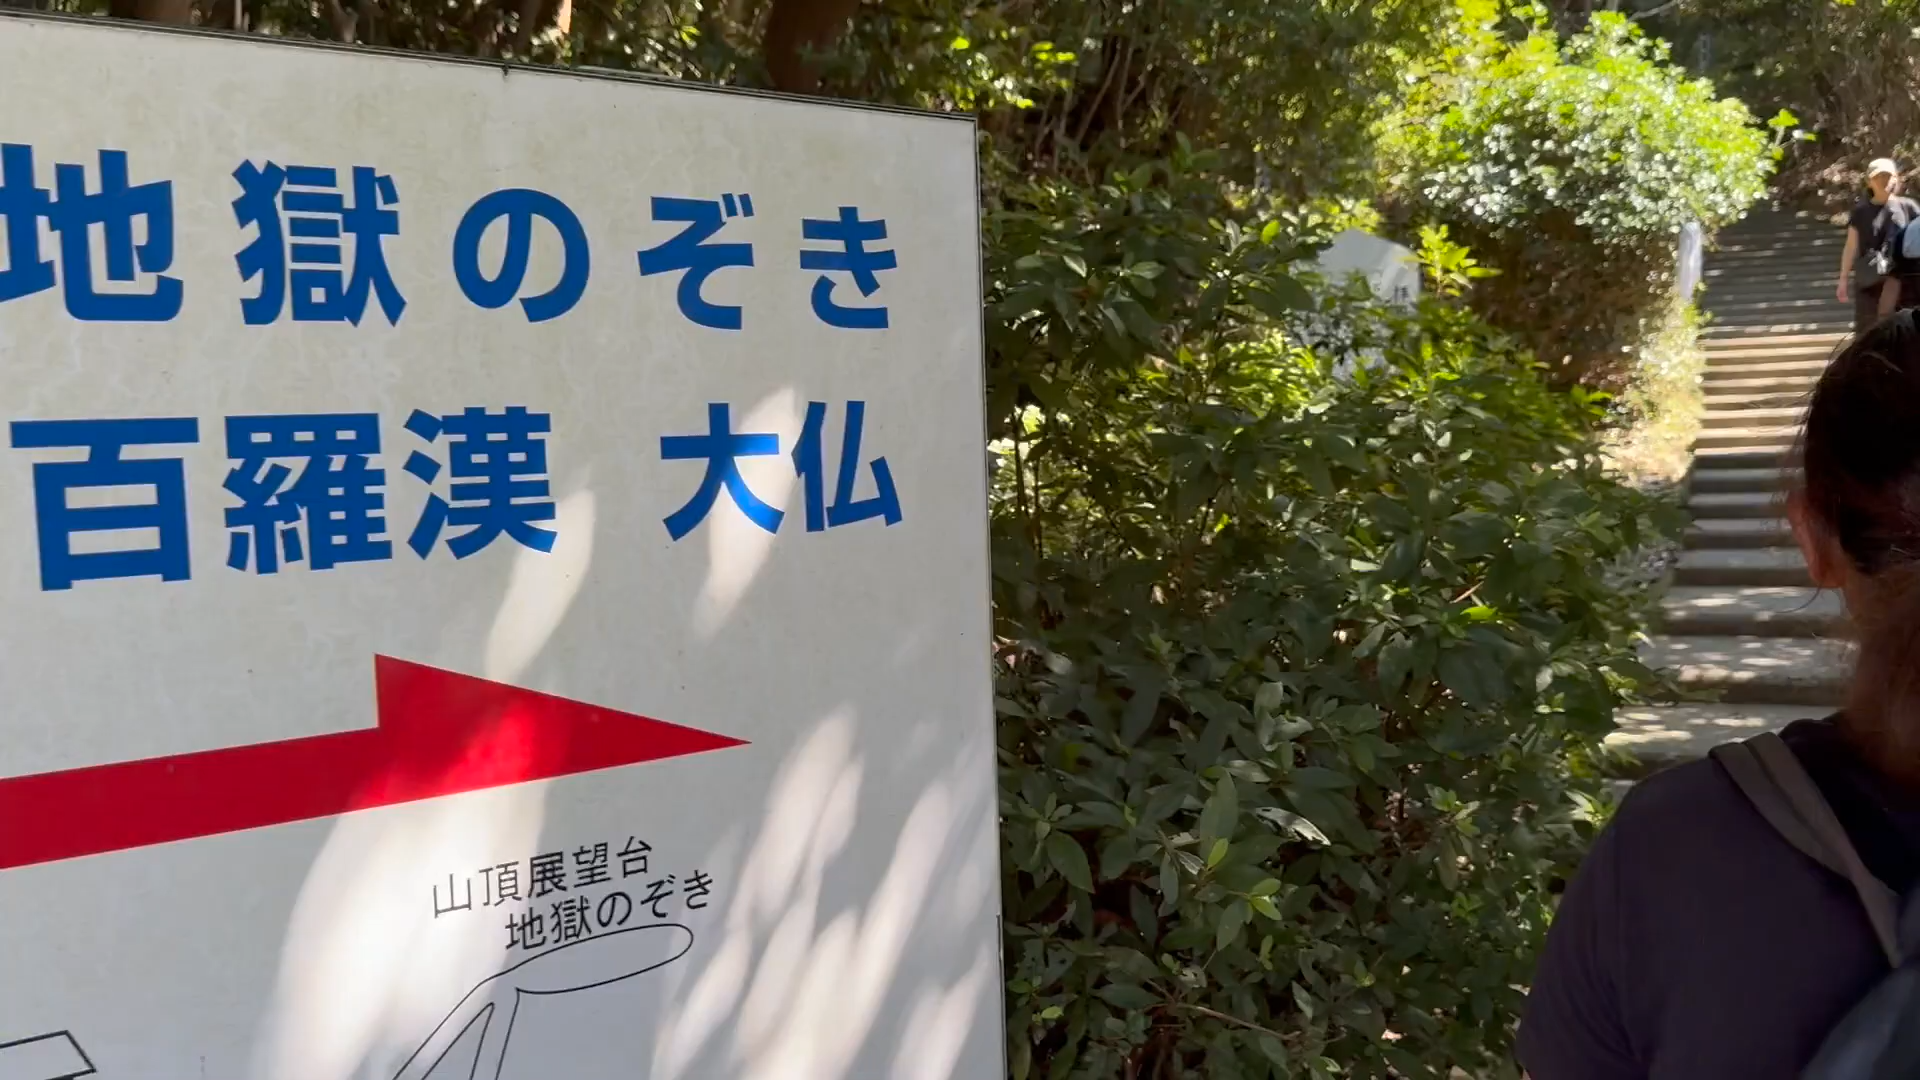 地獄のぞき
百羅漢 大仏
山頂展望台
地獄のぞき